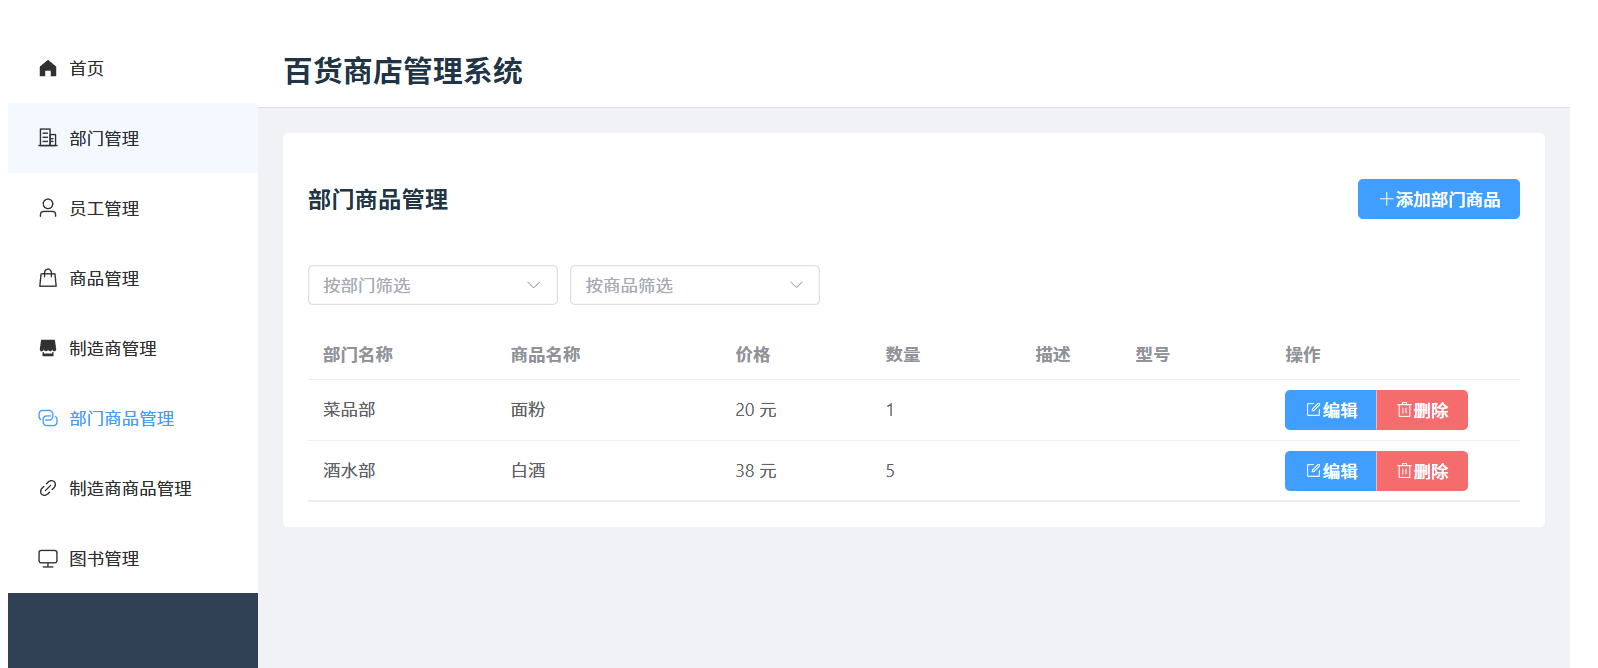 首页
部门管理
员工管理
商品管理
制造商管理
部门商品管理
制造商商品管理
图书管理
百货商店管理系统
部门商品管理
添加部门商品
按部门筛选 按商品筛选
部门名称 商品名称 价格 数量 描述 型号 操作
菜品部 面粉 20 元 1 编辑 删除
酒水部 白酒 38 元 5 编辑 删除